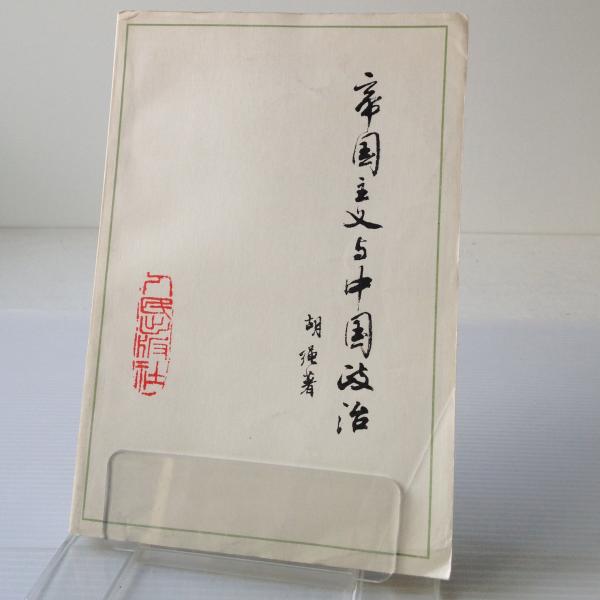 帝国主义与中国政治
胡绳著
人民出版社